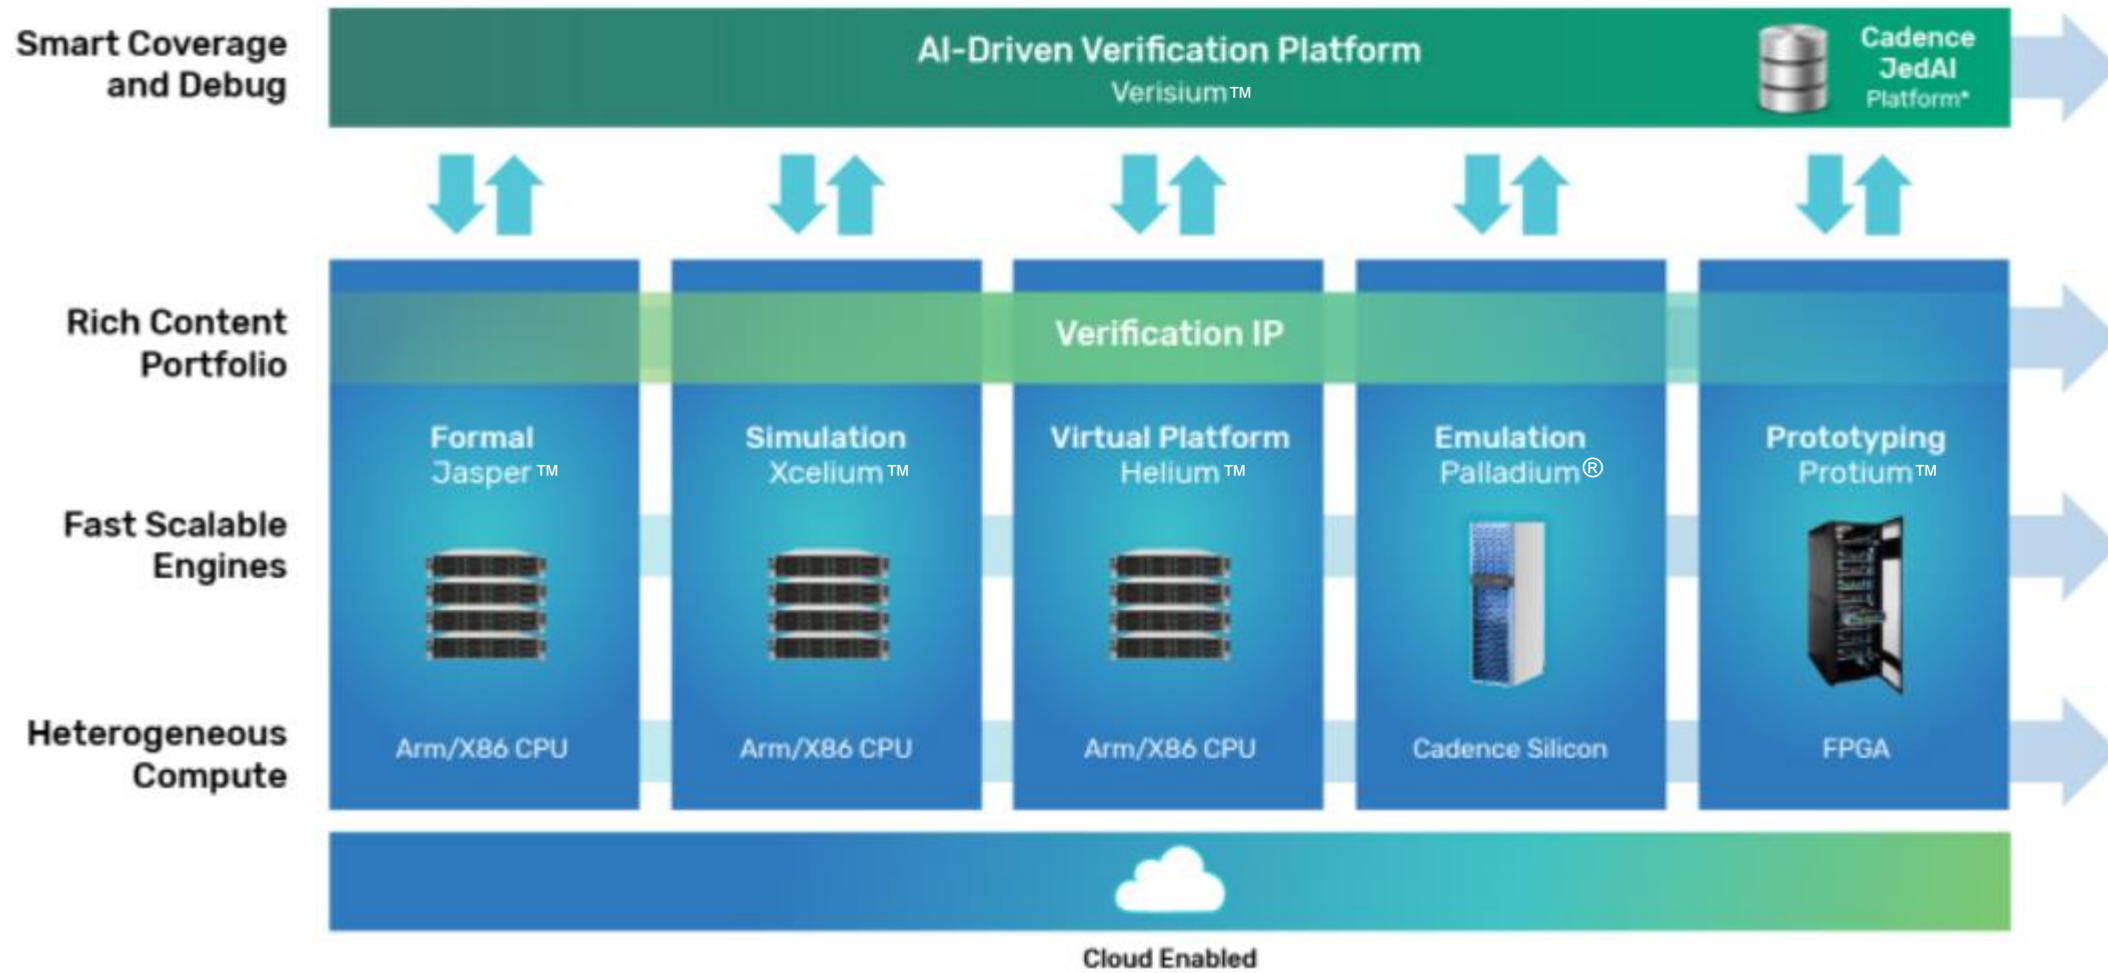 Smart Coverage
and Debug
AI-Driven Verification Platform
Verisium™
Cadence
JedAI
Platform*
Rich Content
Portfolio
Verification IP
Formal
Jasper™
Simulation
Xcelium™
Virtual Platform
Helium™
Emulation
Palladium®
Prototyping
Protium™
Fast Scalable
Engines
Heterogeneous
Compute
Arm/X86 CPU
Arm/X86 CPU
Arm/X86 CPU
Cadence Silicon
FPGA
Cloud Enabled